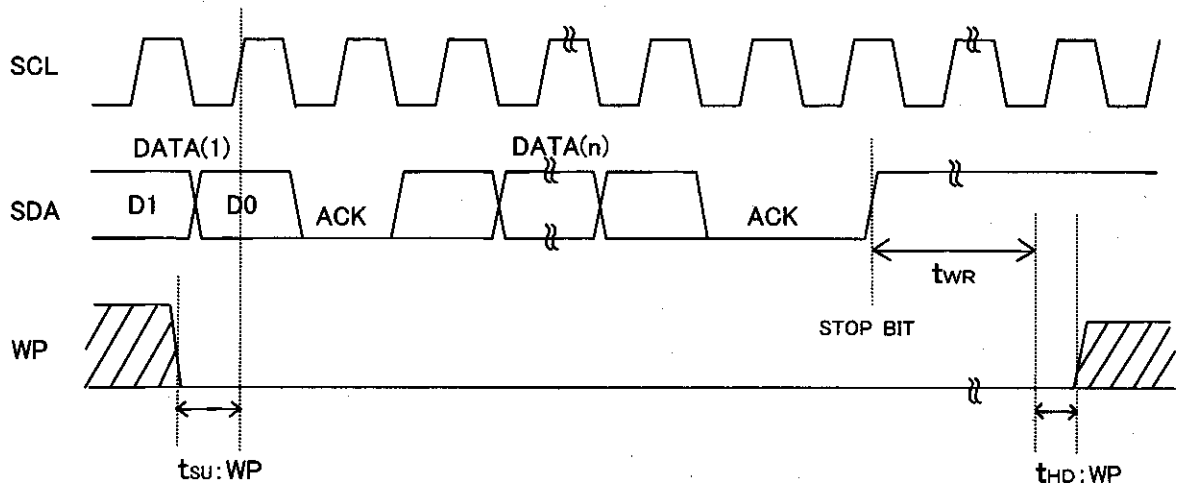 SCL
DATA(1) DATA(n)
SDA D1 D0 ACK ACK
tWR
STOP BIT
WP
tSU:WP tHD:WP